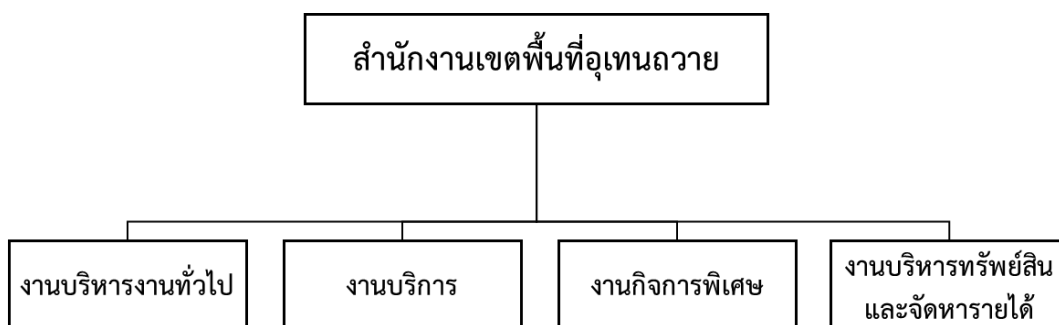 สำนักงานเขตพื้นที่อุเทนถวาย
งานบริหารงานทั่วไป
งานบริการ
งานกิจการพิเศษ
งานบริหารทรัพย์สิน
และจัดหารายได้